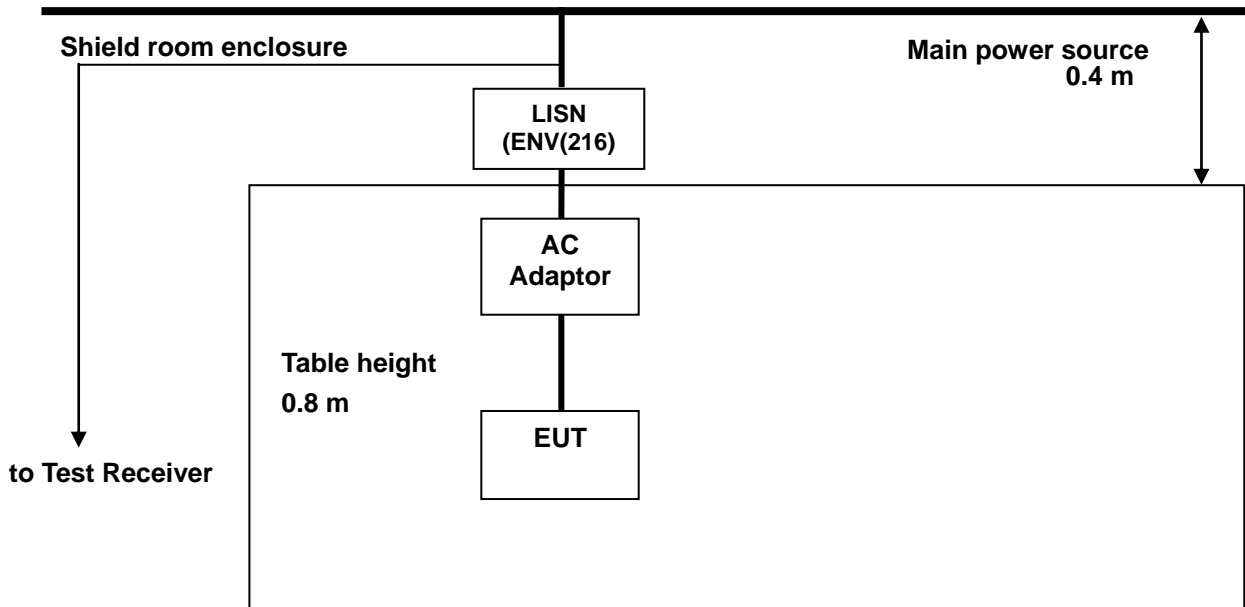 Shield room enclosure
Main power source
0.4 m
LISN
(ENV(216)
AC
Adaptor
Table height
0.8 m
EUT
to Test Receiver